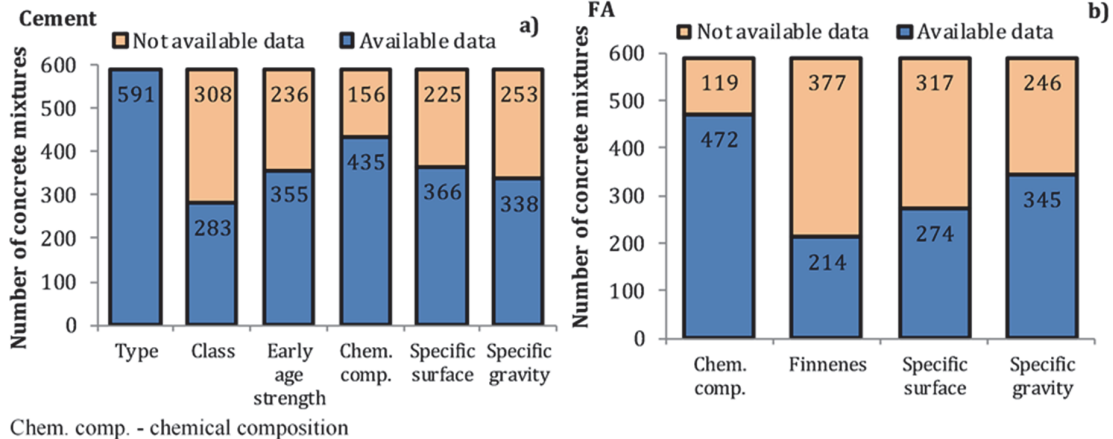 Cement
a)
Not available data Available data
Number of concrete mixtures
600
500
400
300
200
100
0
591
308
236
156
225
253
283
355
435
366
338
Type
Class
Early
age
strength
Chem.
comp.
Specific
surface
Specific
gravity
Chem. comp. - chemical composition
FA
b)
Not available data Available data
Number of concrete mixtures
600
500
400
300
200
100
0
119
377
317
246
472
214
274
345
Chem.
comp.
Finnenes
Specific
surface
Specific
gravity